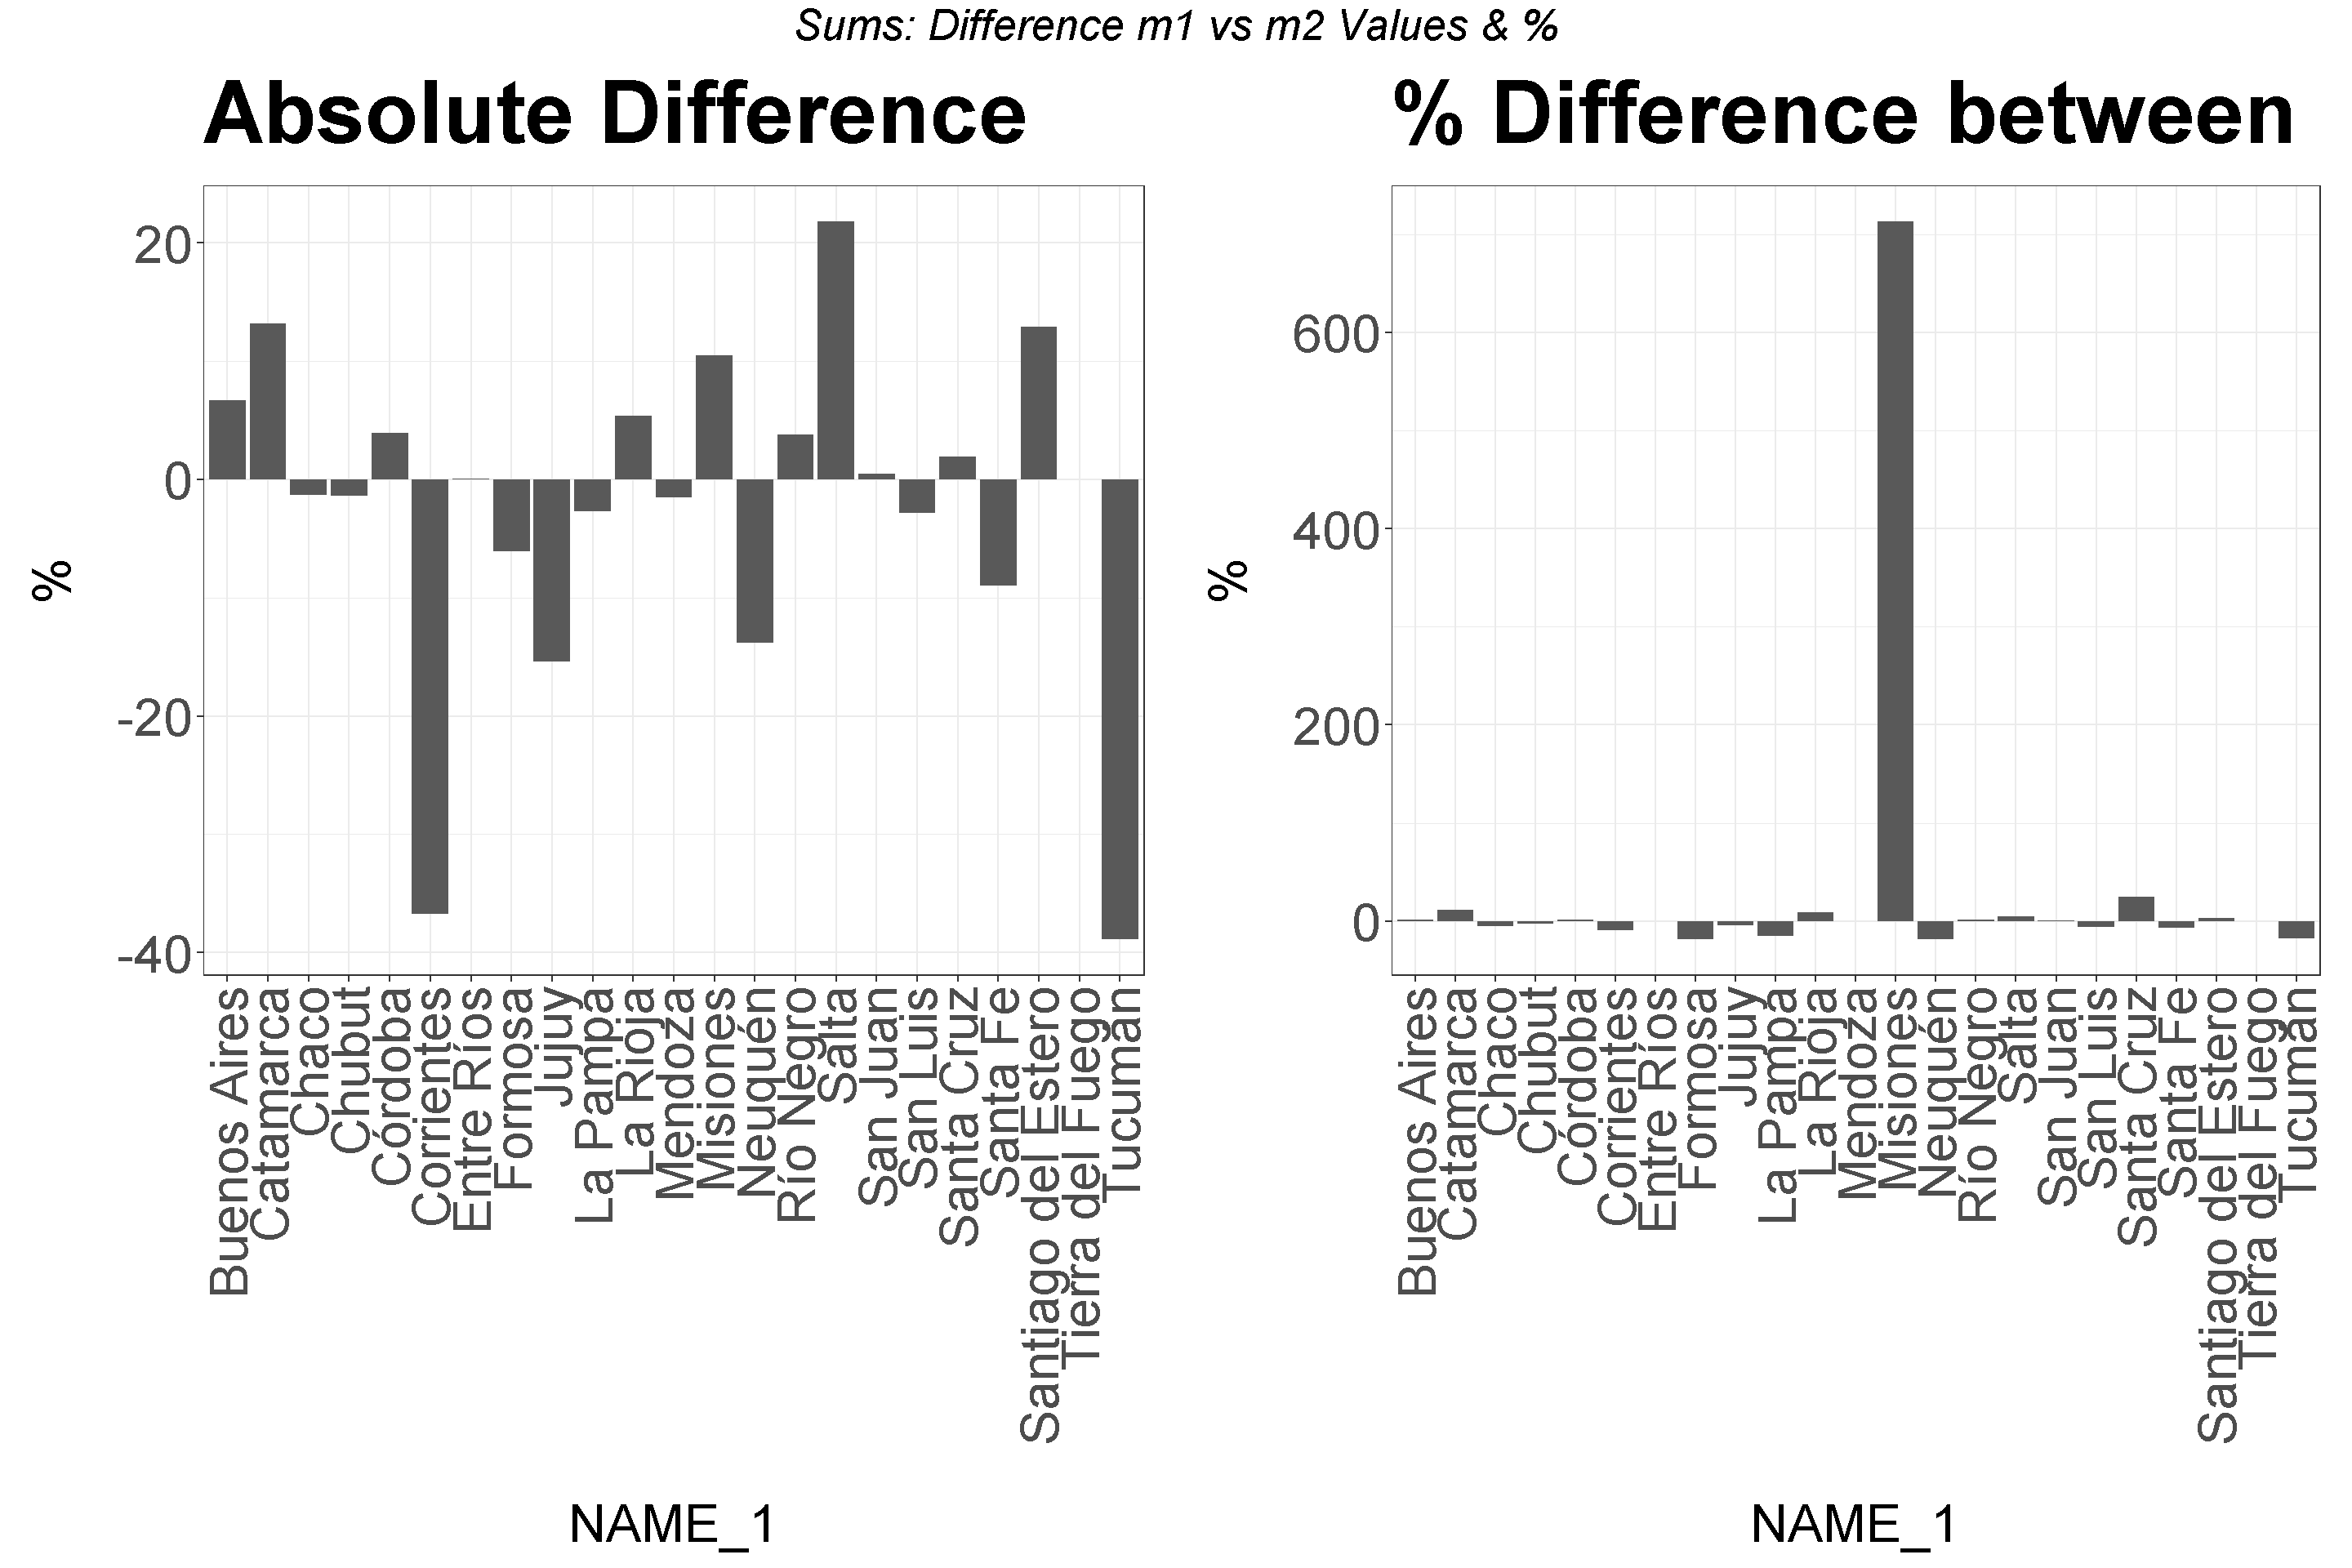 Sums: Difference m1 vs m2 Values & %
Absolute Difference
%
20
0
-20
-40
Buenos Aires
Catamarca
Chaco
Chubut
Córdoba
Corrientes
Entre Ríos
Formosa
Jujuy
La Pampa
La Rioja
Mendoza
Misiones
Neuquén
Río Negro
Salta
San Juan
San Luis
Santa Cruz
Santa Fe
Santiago del Estero
Tierra del Fuego
Tucumán
NAME_1
% Difference between
%
600
400
200
0
Buenos Aires
Catamarca
Chaco
Chubut
Córdoba
Corrientes
Entre Ríos
Formosa
Jujuy
La Pampa
La Rioja
Mendoza
Misiones
Neuquén
Río Negro
Salta
San Juan
San Luis
Santa Cruz
Santa Fe
Santiago del Estero
Tierra del Fuego
Tucumán
NAME_1